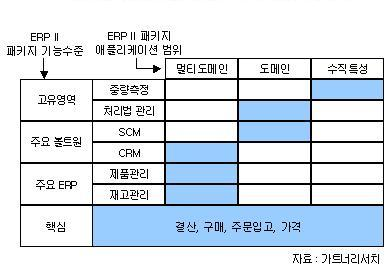 ERP II
패키지 기능수준
ERP II 패키지
애플리케이션 범위
멀티도메인 도메인 수직특성
고유영역 중량측정
처리법 관리
주요 볼트원 SCM
CRM
주요 ERP 제품관리
재고관리
핵심 결산, 구매, 주문입고, 가격
자료 : 가트너리서치